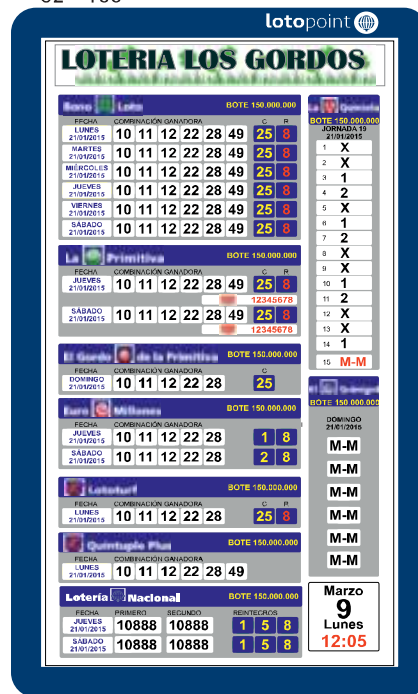 lotopoint
LOTERIA LOS GORDOS
Bono Loto BOTE 150.000.000
FECHA COMBINACIÓN GANADORA C R
LUNES 21/01/2015 10 11 12 22 28 49 25 8
MARTES 21/01/2015 10 11 12 22 28 49 25 8
MIÉRCOLES 21/01/2015 10 11 12 22 28 49 25 8
JUEVES 21/01/2015 10 11 12 22 28 49 25 8
VIERNES 21/01/2015 10 11 12 22 28 49 25 8
SÁBADO 21/01/2015 10 11 12 22 28 49 25 8
La Primitiva BOTE 150.000.000
FECHA COMBINACIÓN GANADORA C R
JUEVES 21/01/2015 10 11 12 22 28 49 25 8
12345678
SÁBADO 21/01/2015 10 11 12 22 28 49 25 8
12345678
El Gordo de la Primitiva BOTE 150.000.000
FECHA COMBINACIÓN GANADORA C
DOMINGO 21/01/2015 10 11 12 22 28 25
Euro Millones BOTE 150.000.000
FECHA COMBINACIÓN GANADORA
JUEVES 21/01/2015 10 11 12 22 28 1 8
SÁBADO 21/01/2015 10 11 12 22 28 2 8
Lototurf BOTE 150.000.000
FECHA COMBINACIÓN GANADORA C R
LUNES 21/01/2015 10 11 12 22 28 25 8
Quintuple Plus BOTE 150.000.000
FECHA COMBINACIÓN GANADORA
LUNES 21/01/2015 10 11 12 22 28 49
Lotería Nacional BOTE 150.000.000
FECHA PRIMERO SEGUNDO REINTEGROS
JUEVES 21/01/2015 10888 10888 1 5 8
SABADO 21/01/2015 10888 10888 1 5 8
La Quiniela
BOTE 150.000.000
JORNADA 19
21/01/2015
1 X
2 X
3 1
4 2
5 X
6 1
7 2
8 X
9 X
10 1
11 2
12 X
13 X
14 1
15 M-M
El
BOTE 150.000.000
DOMINGO
21/01/2015
M-M
M-M
M-M
M-M
M-M
M-M
Marzo
9
Lunes
12:05